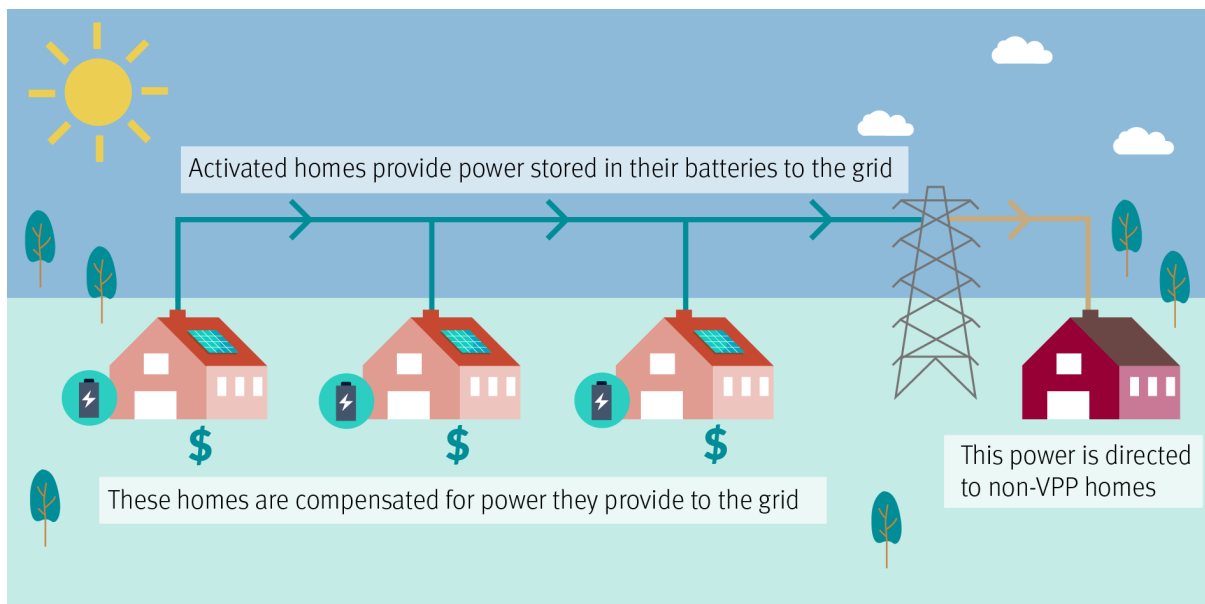 Activated homes provide power stored in their batteries to the grid
$ $ $
These homes are compensated for power they provide to the grid
This power is directed
to non-VPP homes